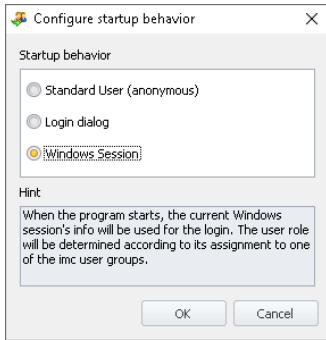 Configure startup behavior
Startup behavior
Standard User (anonymous)
Login dialog
Windows Session
Hint
When the program starts, the current Windows
session's info will be used for the login. The user role
will be determined according to its assignment to one
of the imc user groups.
OK Cancel